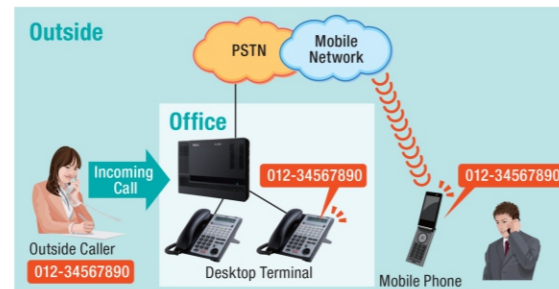 Outside
PSTN
Mobile
Network
Office
Incoming
Call
012-34567890
012-34567890
Outside Caller
012-34567890
Desktop Terminal
Mobile Phone